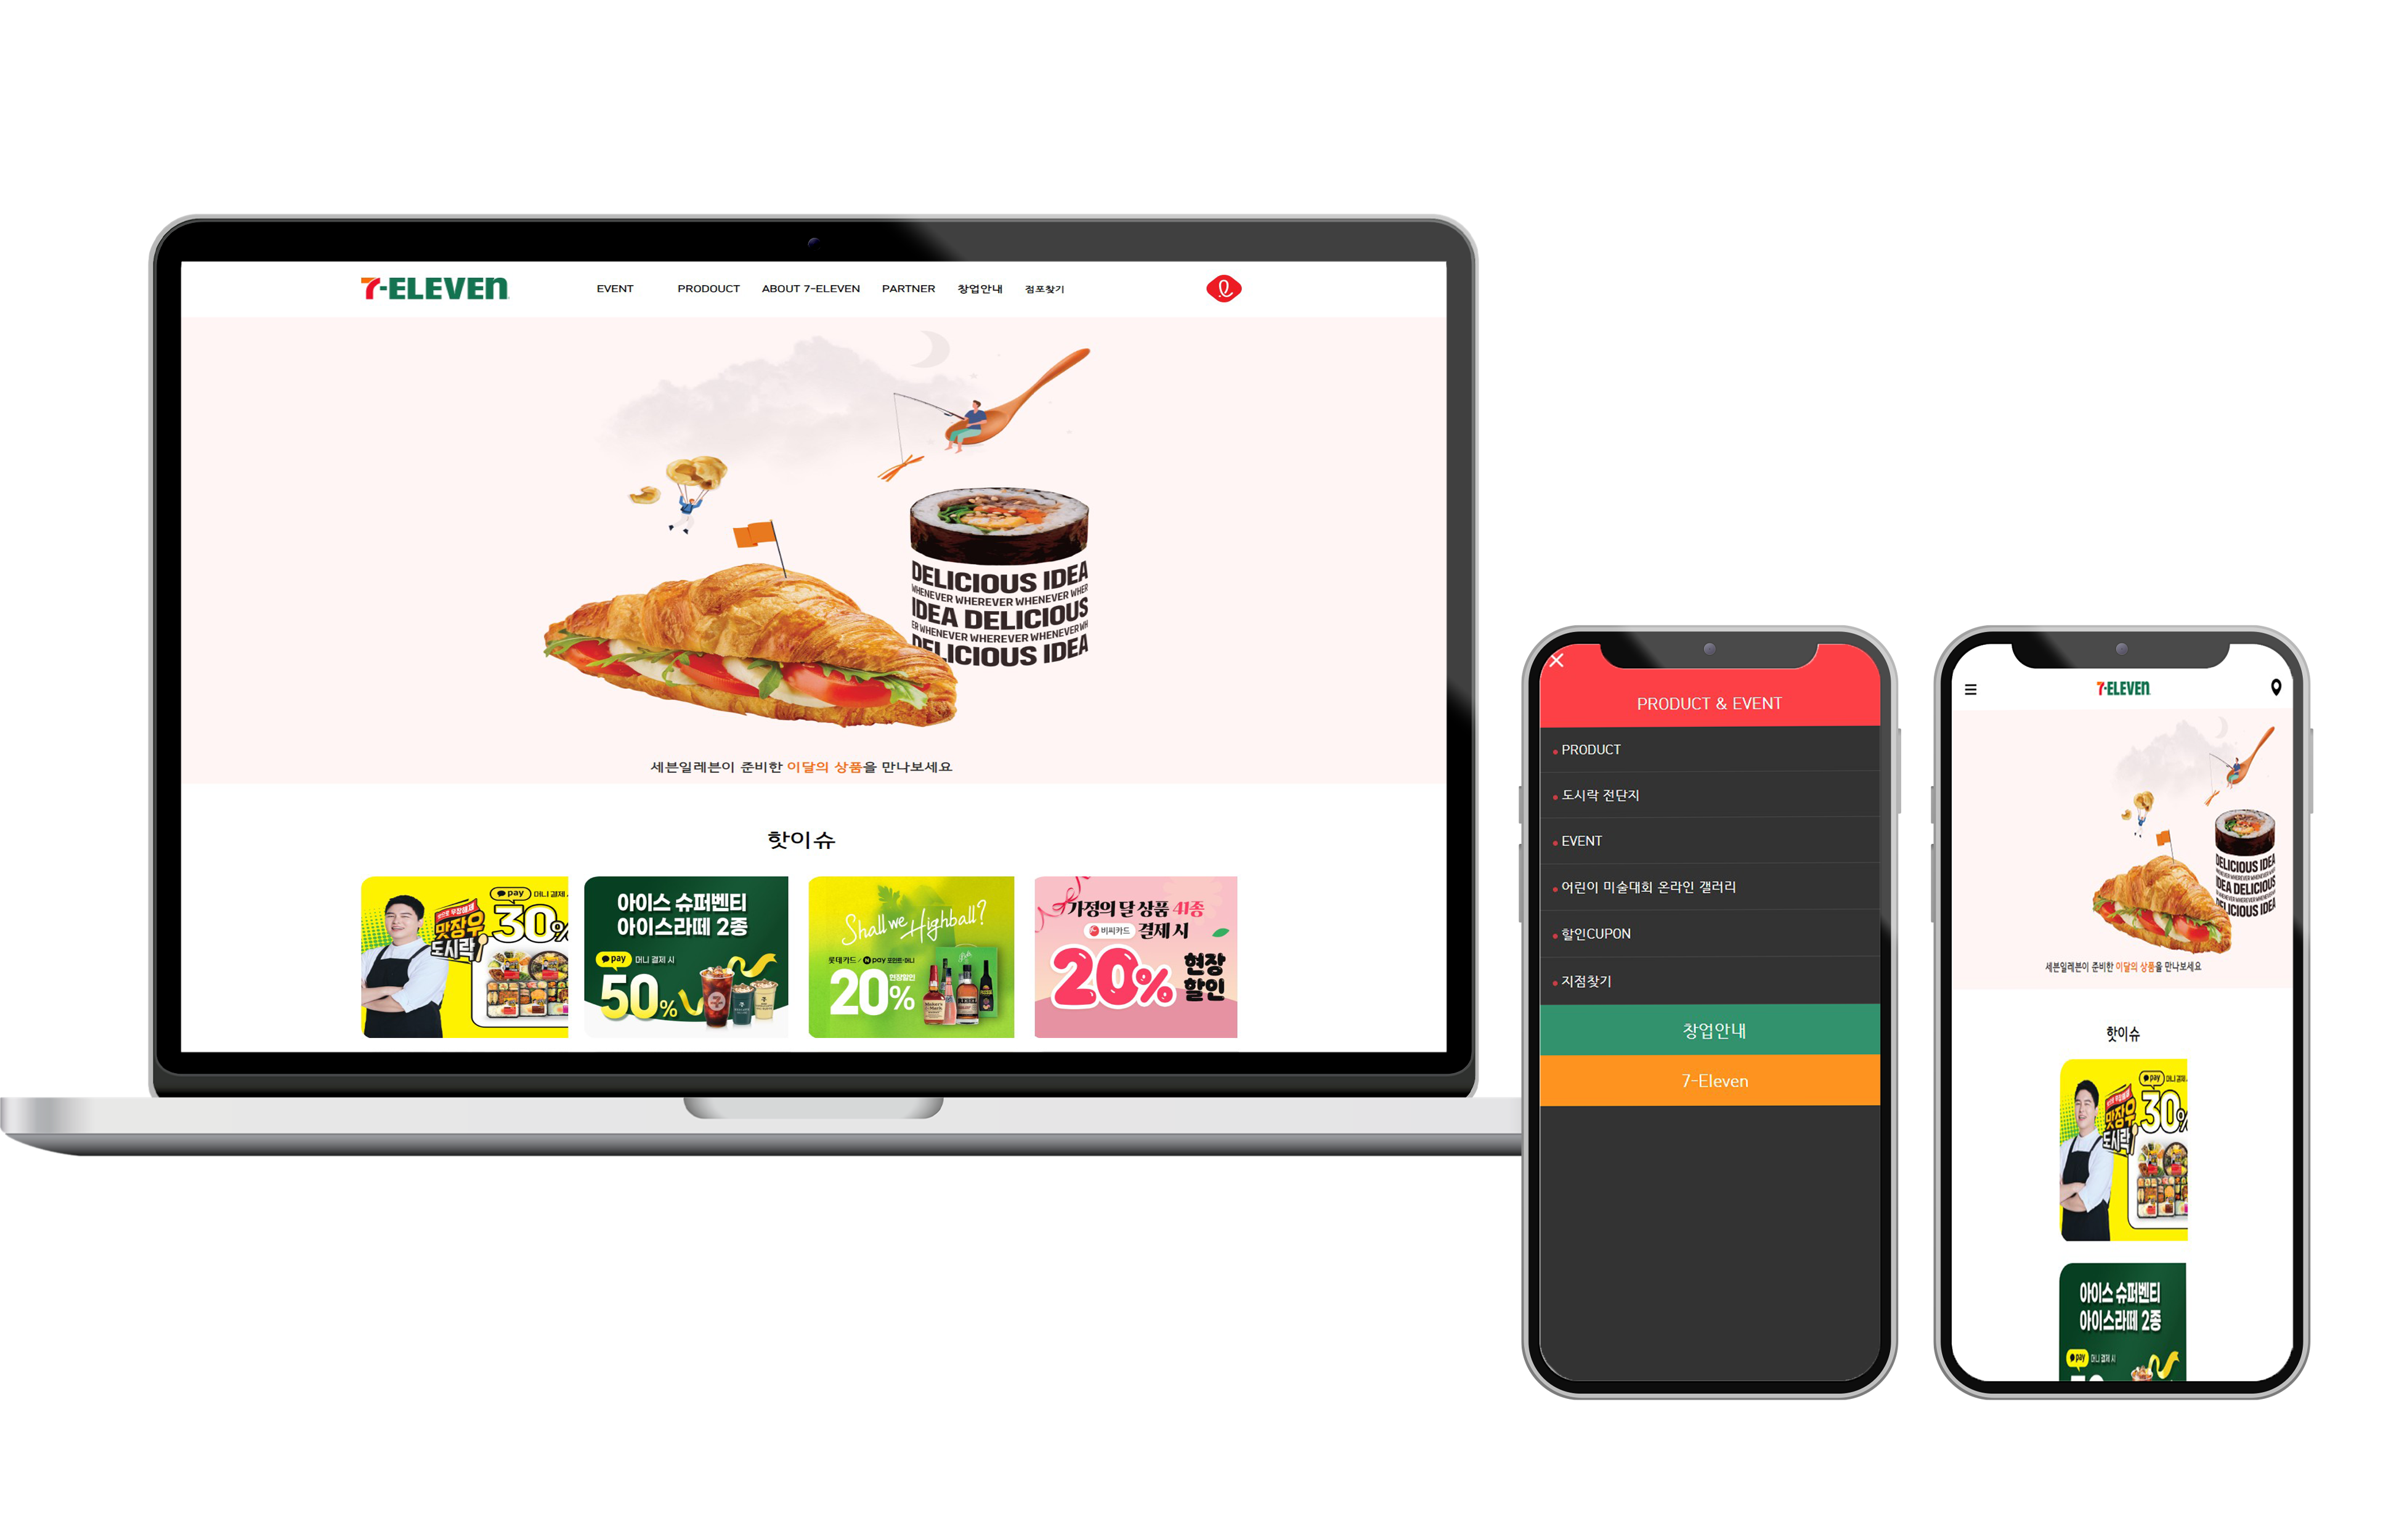 7-ELEVEN
EVENT PRODOUCT ABOUT 7-ELEVEN PARTNER 창업안내 점포찾기
DELICIOUS IDEA
WHENEVER WHEREVER WHENEVER WHER
IDEA DELICIOUS
ER WHENEVER WHEREVER WHENEVER WH
DELICIOUS IDEA
세븐일레븐이 준비한 이달의 상품을 만나보세요
핫이슈
pay 머니 결제
맛장우
도시락
30%
아이스 슈퍼벤티
아이스라떼 2종
pay 머니 결제 시
50%
Shall we Highball?
롯데카드 / N pay 포인트·머니
20% 현장할인
REBEL
가정의 달 상품 41종
비씨카드 결제 시
20% 현장
할인
PRODUCT & EVENT
PRODUCT
도시락 전단지
EVENT
어린이 미술대회 온라인 갤러리
할인CUPON
지점찾기
창업안내
7-Eleven
7-ELEVEN
DELICIOUS IDEA
IDEA DELICIOUS
DELICIOUS IDEA
세븐일레븐이 준비한 이달의 상품을 만나보세요
핫이슈
pay 머니 결제
맛장우
도시락
30%
아이스 슈퍼벤티
아이스라떼 2종
pay 머니 결제 시